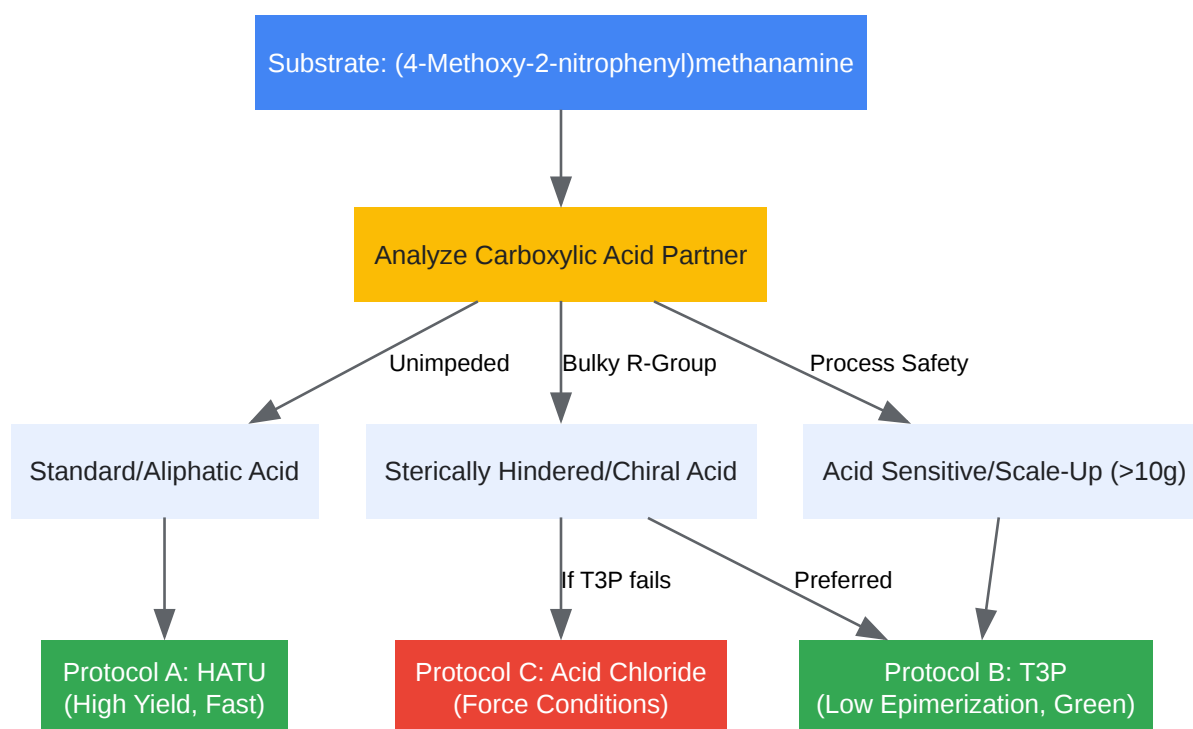 Substrate: (4-Methoxy-2-nitrophenyl)methanamine
Analyze Carboxylic Acid Partner
Unimpeded
Bulky R-Group
Process Safety
Standard/Aliphatic Acid
Sterically Hindered/Chiral Acid
Acid Sensitive/Scale-Up (>10g)
If T3P fails
Preferred
Protocol A: HATU
(High Yield, Fast)
Protocol C: Acid Chloride
(Force Conditions)
Protocol B: T3P
(Low Epimerization, Green)